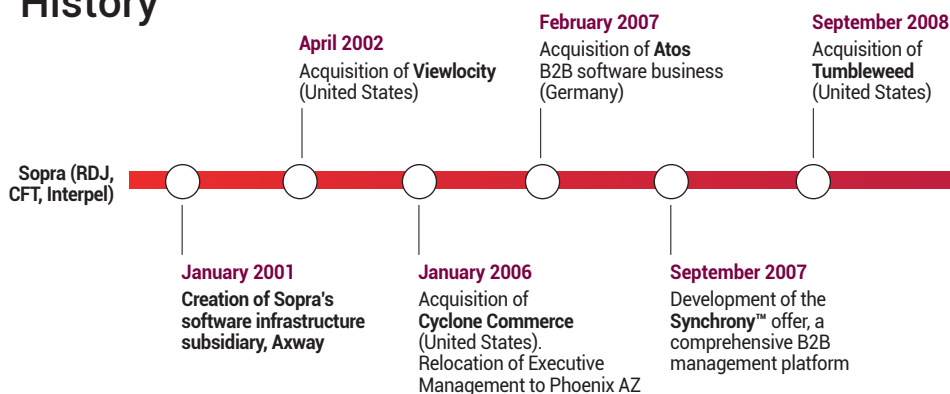 History
April 2002
Acquisition of Viewlocity
(United States)
February 2007
Acquisition of Atos
B2B software business
(Germany)
September 2008
Acquisition of
Tumbleweed
(United States)
Sopra (RDJ,
CFT, Interpel)
January 2001
Creation of Sopra's
software infrastructure
subsidiary, Axway
January 2006
Acquisition of
Cyclone Commerce
(United States).
Relocation of Executive
Management to Phoenix AZ
September 2007
Development of the
Synchrony™ offer, a
comprehensive B2B
management platform